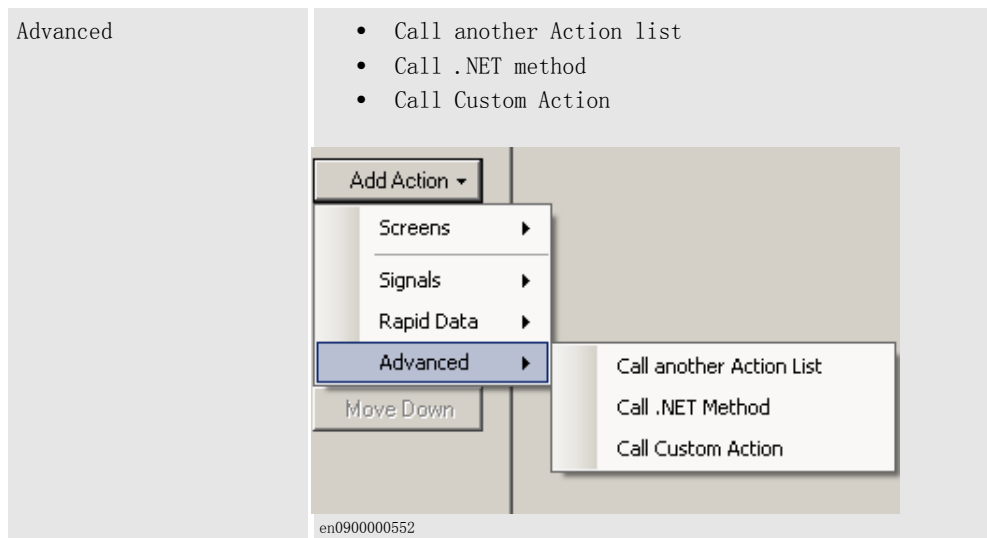 Advanced
• Call another Action list
• Call .NET method
• Call Custom Action
Add Action
Screens
Signals
Rapid Data
Advanced
Call another Action List
Call .NET Method
Call Custom Action
Move Down
en0900000552